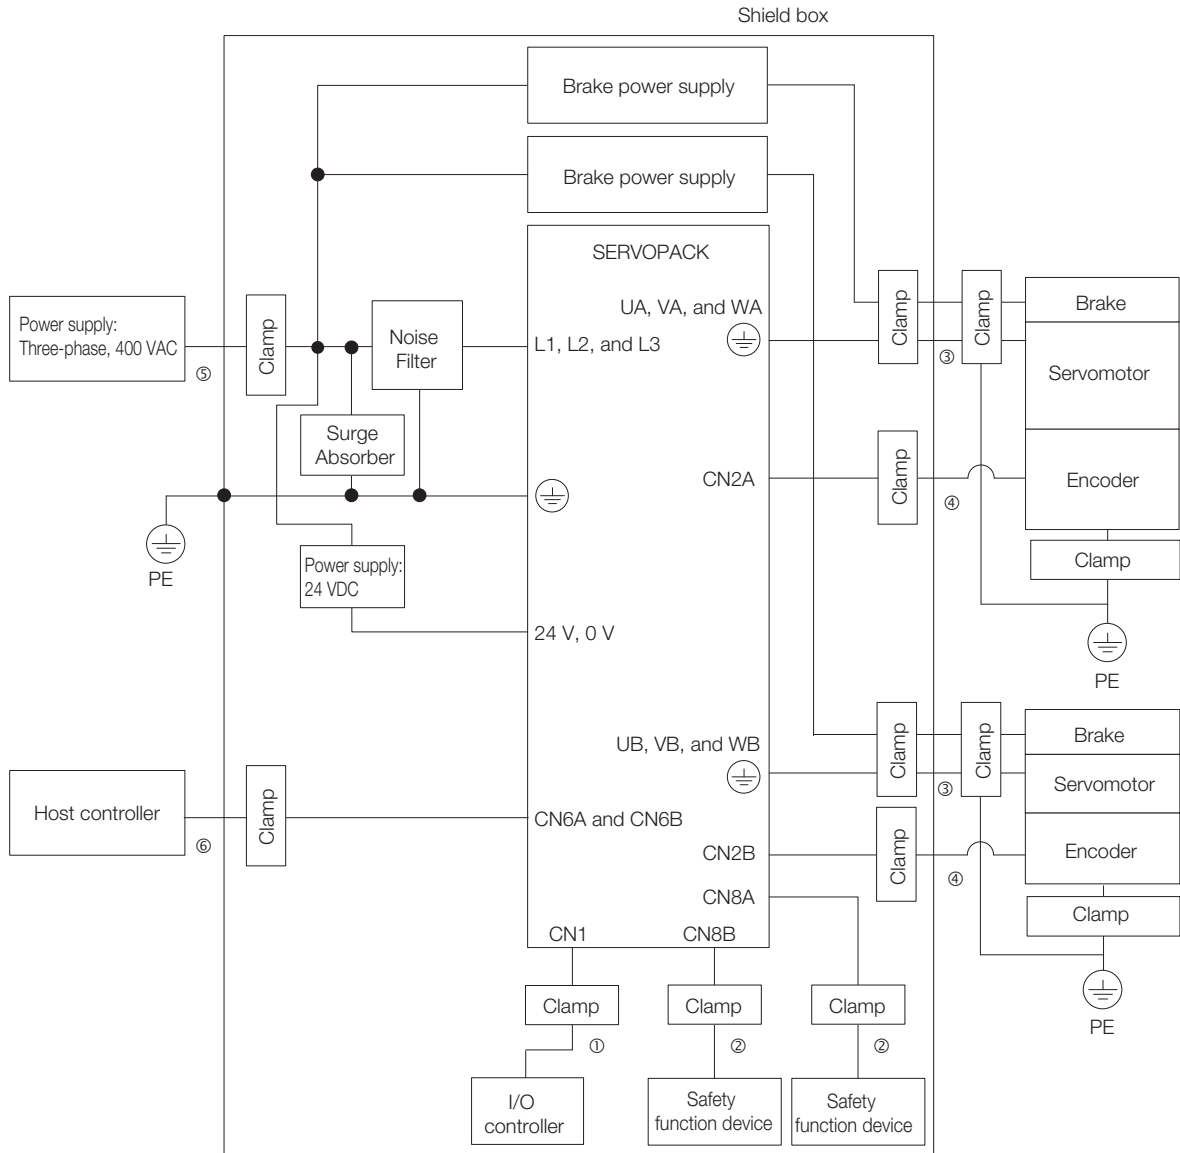 Shield box
Brake power supply
Brake power supply
SERVOPACK
UA, VA, and WA
L1, L2, and L3
Power supply:
Three-phase, 400 VAC
⑤
Clamp
Noise
Filter
Surge
Absorber
PE
Power supply:
24 VDC
24 V, 0 V
Clamp
③
Clamp
Brake
Servomotor
Encoder
CN2A
Clamp
④
Clamp
PE
UB, VB, and WB
Clamp
③
Clamp
Brake
Servomotor
Encoder
Host controller
⑥
Clamp
CN6A and CN6B
CN2B
Clamp
④
Clamp
PE
CN8A
CN1
CN8B
Clamp
Clamp
Clamp
①
②
②
I/O
controller
Safety
function device
Safety
function device